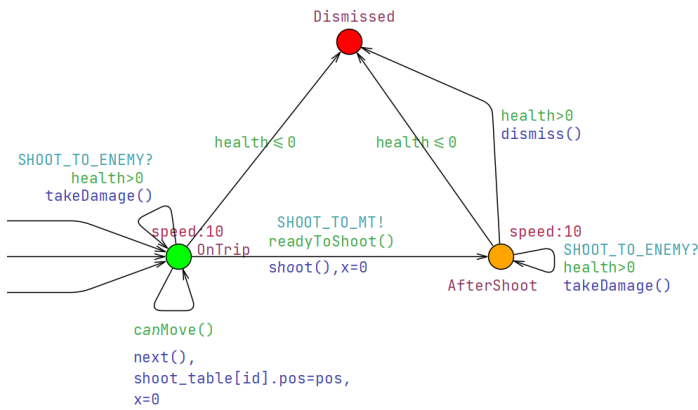 Dismissed
health≤0
health≤0
health>0
dismiss()
SHOOT_TO_ENEMY?
health>0
takeDamage()
speed:10
OnTrip
SHOOT_TO_MT!
readyToShoot()
shoot(),x=0
speed:10
AfterShoot
SHOOT_TO_ENEMY?
health>0
takeDamage()
canMove()
next(),
shoot_table[id].pos=pos,
x=0